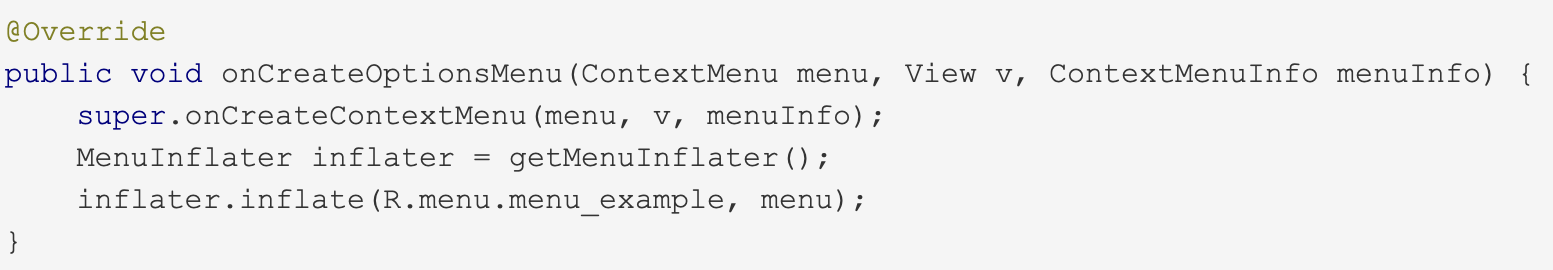 @Override
public void onCreateOptionsMenu(ContextMenu menu, View v, ContextMenuInfo menuInfo) {
    super.onCreateContextMenu(menu, v, menuInfo);
    MenuInflater inflater = getMenuInflater();
    inflater.inflate(R.menu.menu_example, menu);
}